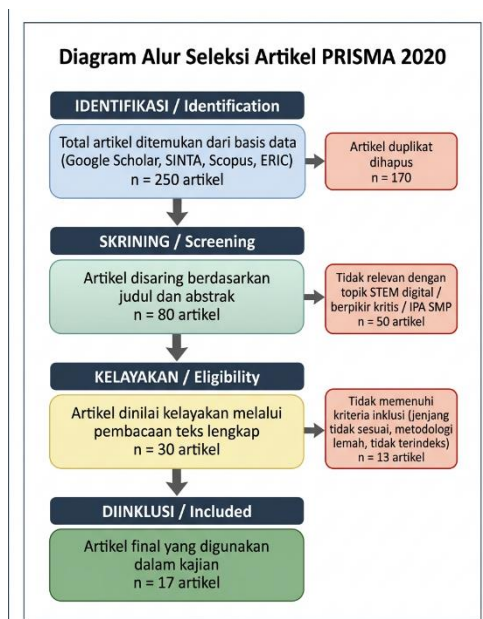 Diagram Alur Seleksi Artikel PRISMA 2020
IDENTIFIKASI / Identification
Total artikel ditemukan dari basis data
(Google Scholar, SINTA, Scopus, ERIC)
n = 250 artikel
Artikel duplikat
dihapus
n = 170
SKRINING / Screening
Artikel disaring berdasarkan
judul dan abstrak
n = 80 artikel
Tidak relevan dengan
topik STEM digital /
berpikir kritis / IPA SMP
n = 50 artikel
KELAYAKAN / Eligibility
Artikel dinilai kelayakan melalui
pembacaan teks lengkap
n = 30 artikel
Tidak memenuhi
kriteria inklusi (jenjang
tidak sesuai, metodologi
lemah, tidak terindeks)
n = 13 artikel
DIINKLUSI / Included
Artikel final yang digunakan
dalam kajian
n = 17 artikel